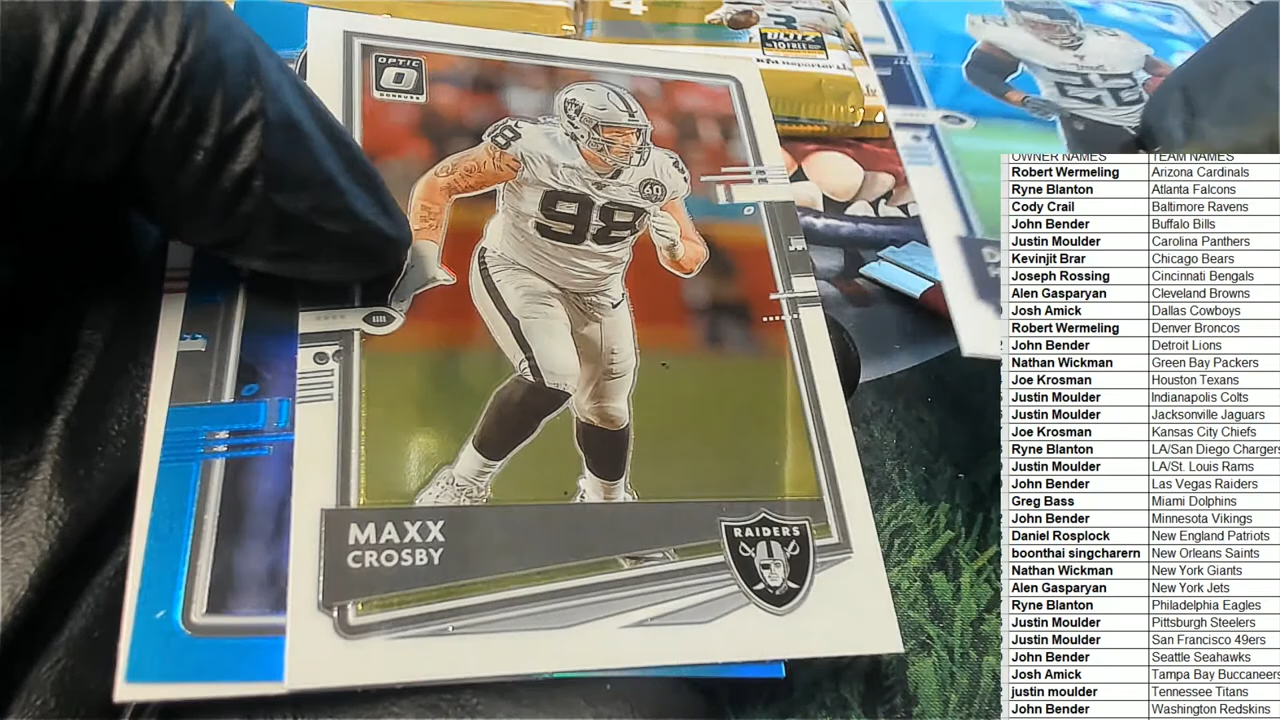 OPTIC
DONRUSS
98
98
60
MAXX
CROSBY
RAIDERS
4
BLITZ
10 FREE
22
OWNER NAMES TEAM NAMES
Robert Wermeling Arizona Cardinals
Ryne Blanton Atlanta Falcons
Cody Crail Baltimore Ravens
John Bender Buffalo Bills
Justin Moulder Carolina Panthers
Kevinjit Brar Chicago Bears
Joseph Rossing Cincinnati Bengals
Alen Gasparyan Cleveland Browns
Josh Amick Dallas Cowboys
Robert Wermeling Denver Broncos
John Bender Detroit Lions
Nathan Wickman Green Bay Packers
Joe Krosman Houston Texans
Justin Moulder Indianapolis Colts
Justin Moulder Jacksonville Jaguars
Joe Krosman Kansas City Chiefs
Ryne Blanton LA/San Diego Chargers
Justin Moulder LA/St. Louis Rams
John Bender Las Vegas Raiders
Greg Bass Miami Dolphins
John Bender Minnesota Vikings
Daniel Rosplock New England Patriots
boonthai singcharern New Orleans Saints
Nathan Wickman New York Giants
Alen Gasparyan New York Jets
Ryne Blanton Philadelphia Eagles
Justin Moulder Pittsburgh Steelers
Justin Moulder San Francisco 49ers
John Bender Seattle Seahawks
Josh Amick Tampa Bay Buccaneers
justin moulder Tennessee Titans
John Bender Washington Redskins